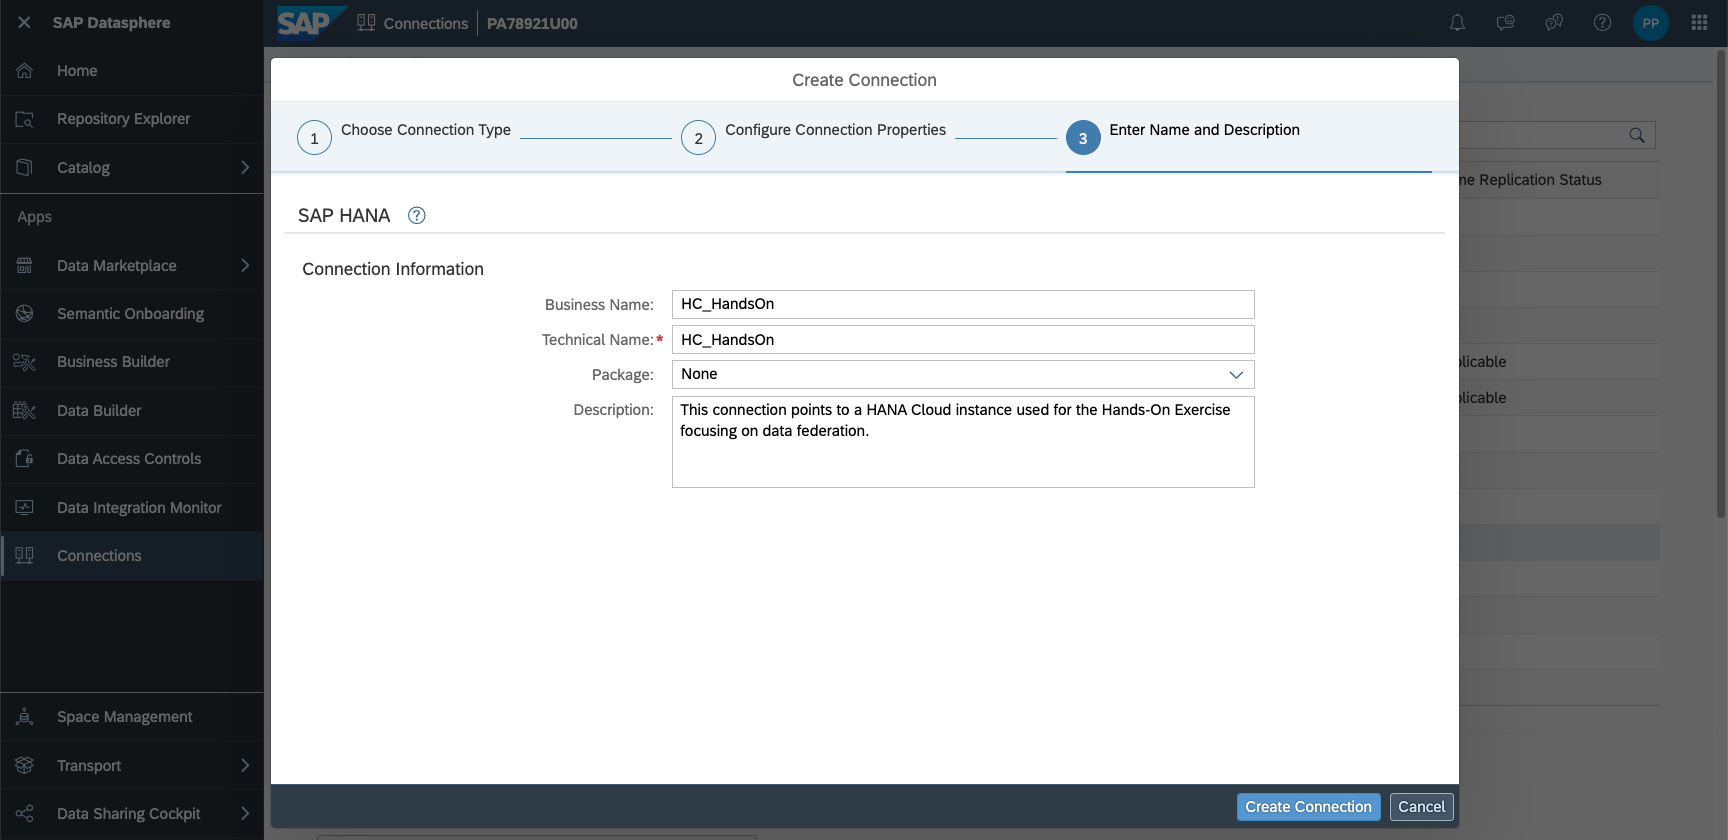 SAP Datasphere
SAP
Connections
PA78921U00
PP
Home
Repository Explorer
Catalog
Apps
Data Marketplace
Semantic Onboarding
Business Builder
Data Builder
Data Access Controls
Data Integration Monitor
Connections
Space Management
Transport
Data Sharing Cockpit
Create Connection
1 Choose Connection Type
2 Configure Connection Properties
3 Enter Name and Description
SAP HANA ?
Connection Information
Business Name: HC_HandsOn
Technical Name:* HC_HandsOn
Package: None
Description: This connection points to a HANA Cloud instance used for the Hands-On Exercise
focusing on data federation.
Replication Status
Create Connection
Cancel